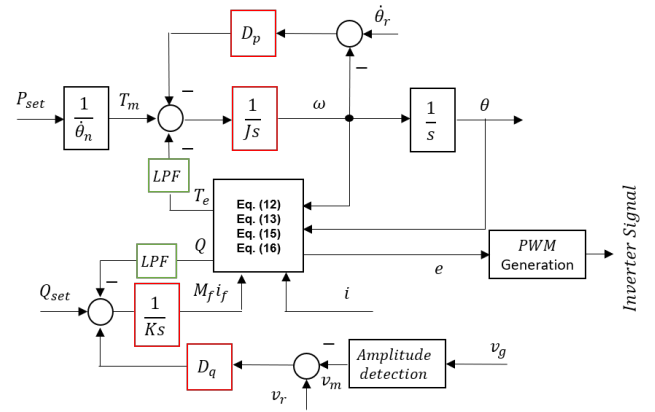 D_p
θ̇_r
−
−
P_set
1/θ̇_n
T_m
1/Js
ω
1/s
θ
−
LPF
T_e
Eq. (12)
Eq. (13)
Eq. (15)
Eq. (16)
LPF
Q
−
e
PWM
Generation
Inverter Signal
Q_set
1/Ks
M_f i_f
i
D_q
−
v_m
Amplitude
detection
v_g
v_r